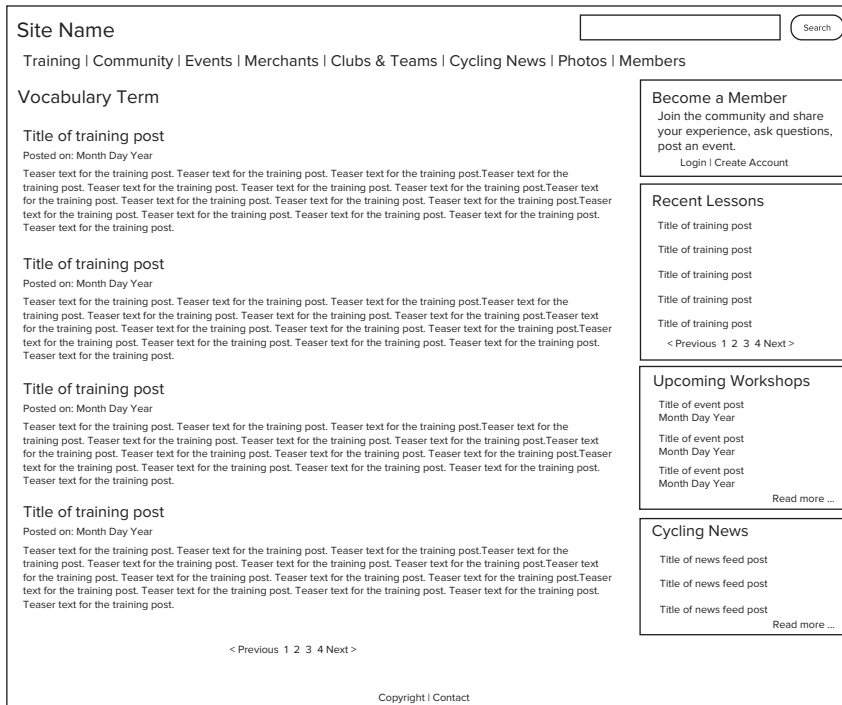 Site Name
Search
Training | Community | Events | Merchants | Clubs & Teams | Cycling News | Photos | Members
Vocabulary Term
Title of training post
Posted on: Month Day Year
Teaser text for the training post. Teaser text for the training post. Teaser text for the training post.Teaser text for the
training post. Teaser text for the training post. Teaser text for the training post. Teaser text for the training post.Teaser text
for the training post. Teaser text for the training post. Teaser text for the training post. Teaser text for the training post.Teaser
text for the training post. Teaser text for the training post. Teaser text for the training post. Teaser text for the training post.
Teaser text for the training post.
Title of training post
Posted on: Month Day Year
Teaser text for the training post. Teaser text for the training post. Teaser text for the training post.Teaser text for the
training post. Teaser text for the training post. Teaser text for the training post. Teaser text for the training post.Teaser text
for the training post. Teaser text for the training post. Teaser text for the training post. Teaser text for the training post.Teaser
text for the training post. Teaser text for the training post. Teaser text for the training post. Teaser text for the training post.
Teaser text for the training post.
Title of training post
Posted on: Month Day Year
Teaser text for the training post. Teaser text for the training post. Teaser text for the training post.Teaser text for the
training post. Teaser text for the training post. Teaser text for the training post. Teaser text for the training post.Teaser text
for the training post. Teaser text for the training post. Teaser text for the training post. Teaser text for the training post.Teaser
text for the training post. Teaser text for the training post. Teaser text for the training post. Teaser text for the training post.
Teaser text for the training post.
Title of training post
Posted on: Month Day Year
Teaser text for the training post. Teaser text for the training post. Teaser text for the training post.Teaser text for the
training post. Teaser text for the training post. Teaser text for the training post. Teaser text for the training post.Teaser text
for the training post. Teaser text for the training post. Teaser text for the training post. Teaser text for the training post.Teaser
text for the training post. Teaser text for the training post. Teaser text for the training post. Teaser text for the training post.
Teaser text for the training post.
< Previous 1 2 3 4 Next >
Become a Member
Join the community and share
your experience, ask questions,
post an event.
Login | Create Account
Recent Lessons
Title of training post
Title of training post
Title of training post
Title of training post
Title of training post
< Previous 1 2 3 4 Next >
Upcoming Workshops
Title of event post
Month Day Year
Title of event post
Month Day Year
Title of event post
Month Day Year
Read more ...
Cycling News
Title of news feed post
Title of news feed post
Title of news feed post
Read more ...
Copyright | Contact